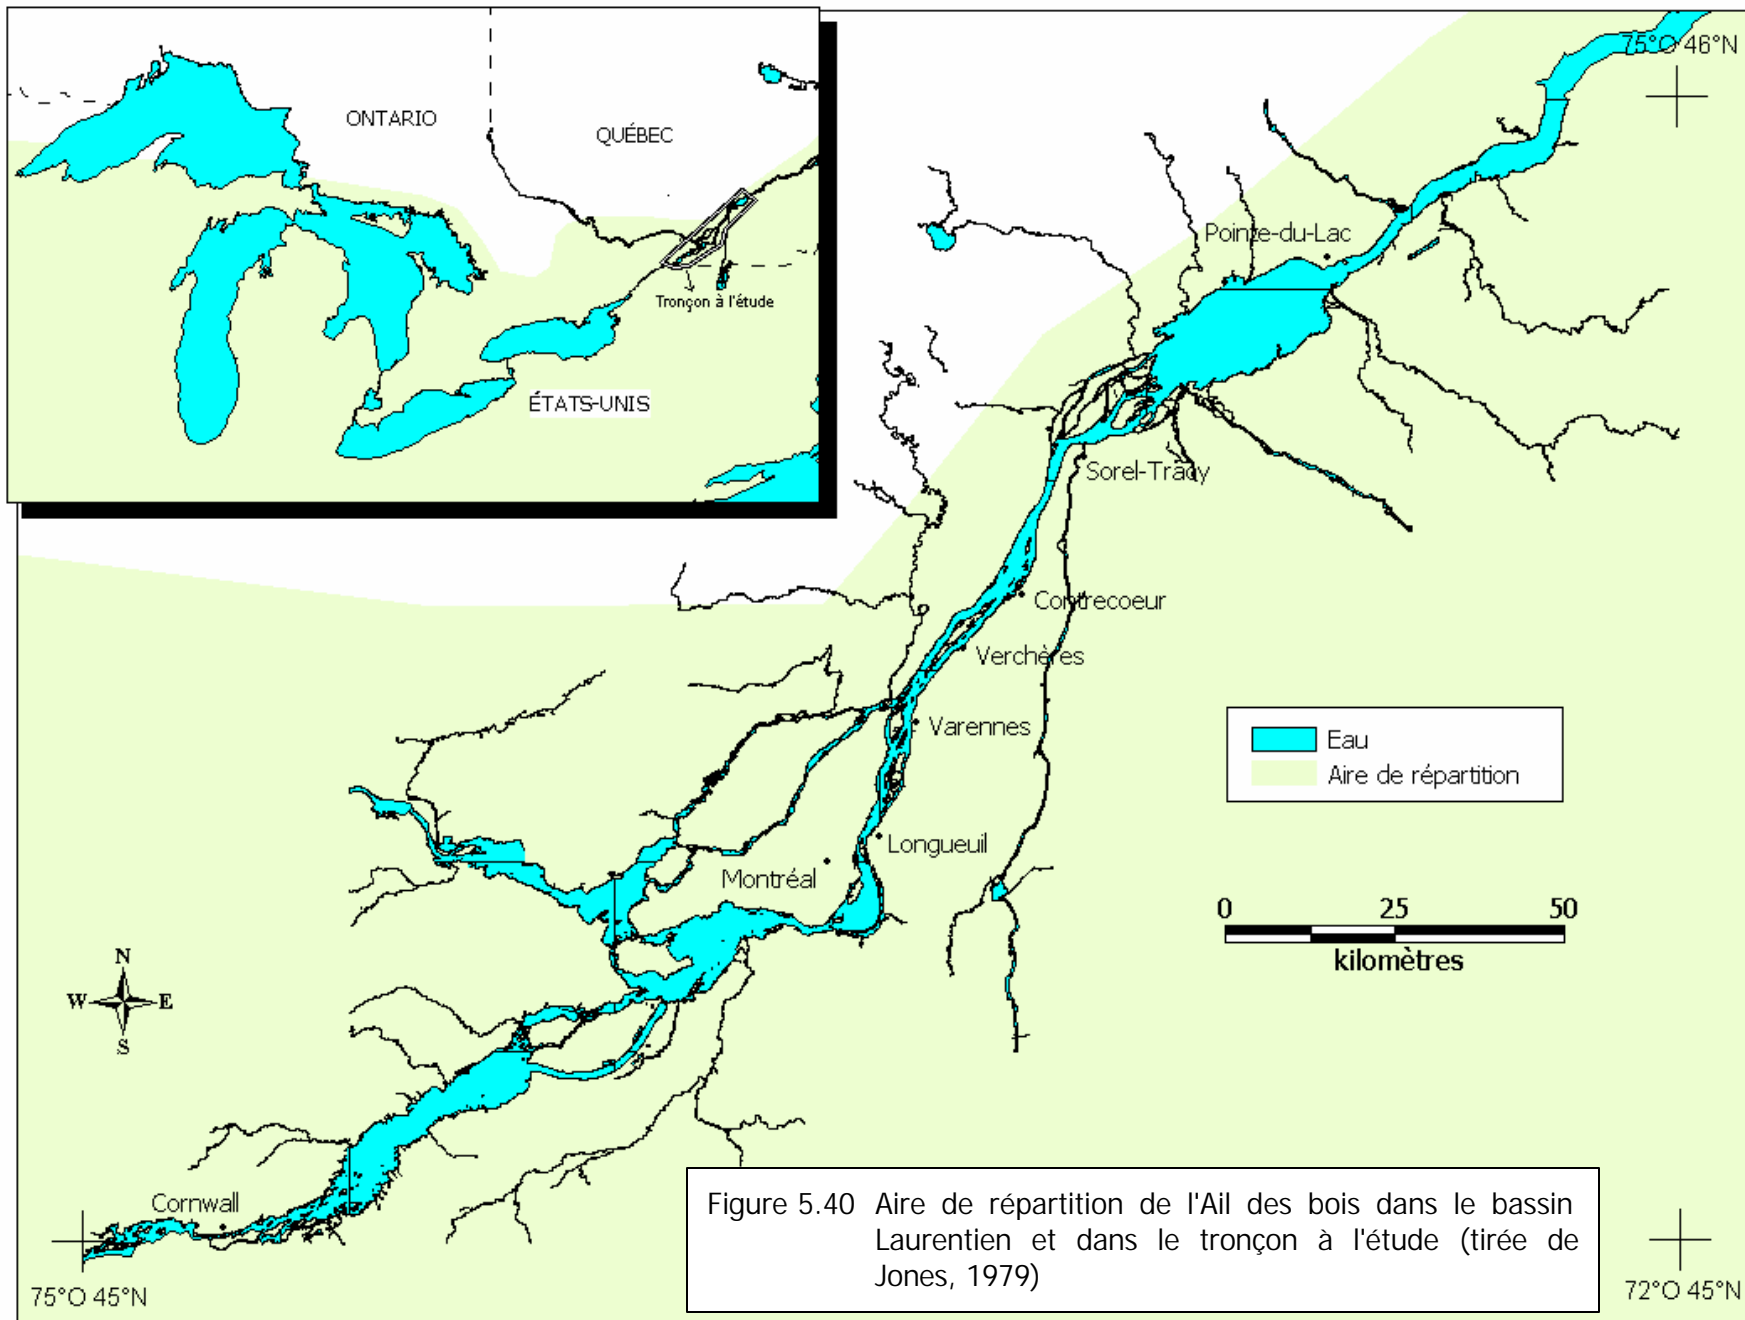 75°O 46°N
ONTARIO
QUÉBEC
Tronçon à l'étude
ÉTATS-UNIS
Pointe-du-Lac
Sorel-Tracy
Contrecoeur
Verchères
Varennes
Eau
Aire de répartition
Longueuil
Montréal
0 25 50
kilomètres
N
W E
S
Cornwall
75°O 45°N
Figure 5.40 Aire de répartition de l'Ail des bois dans le bassin
Laurentien et dans le tronçon à l'étude (tirée de
Jones, 1979)
72°O 45°N